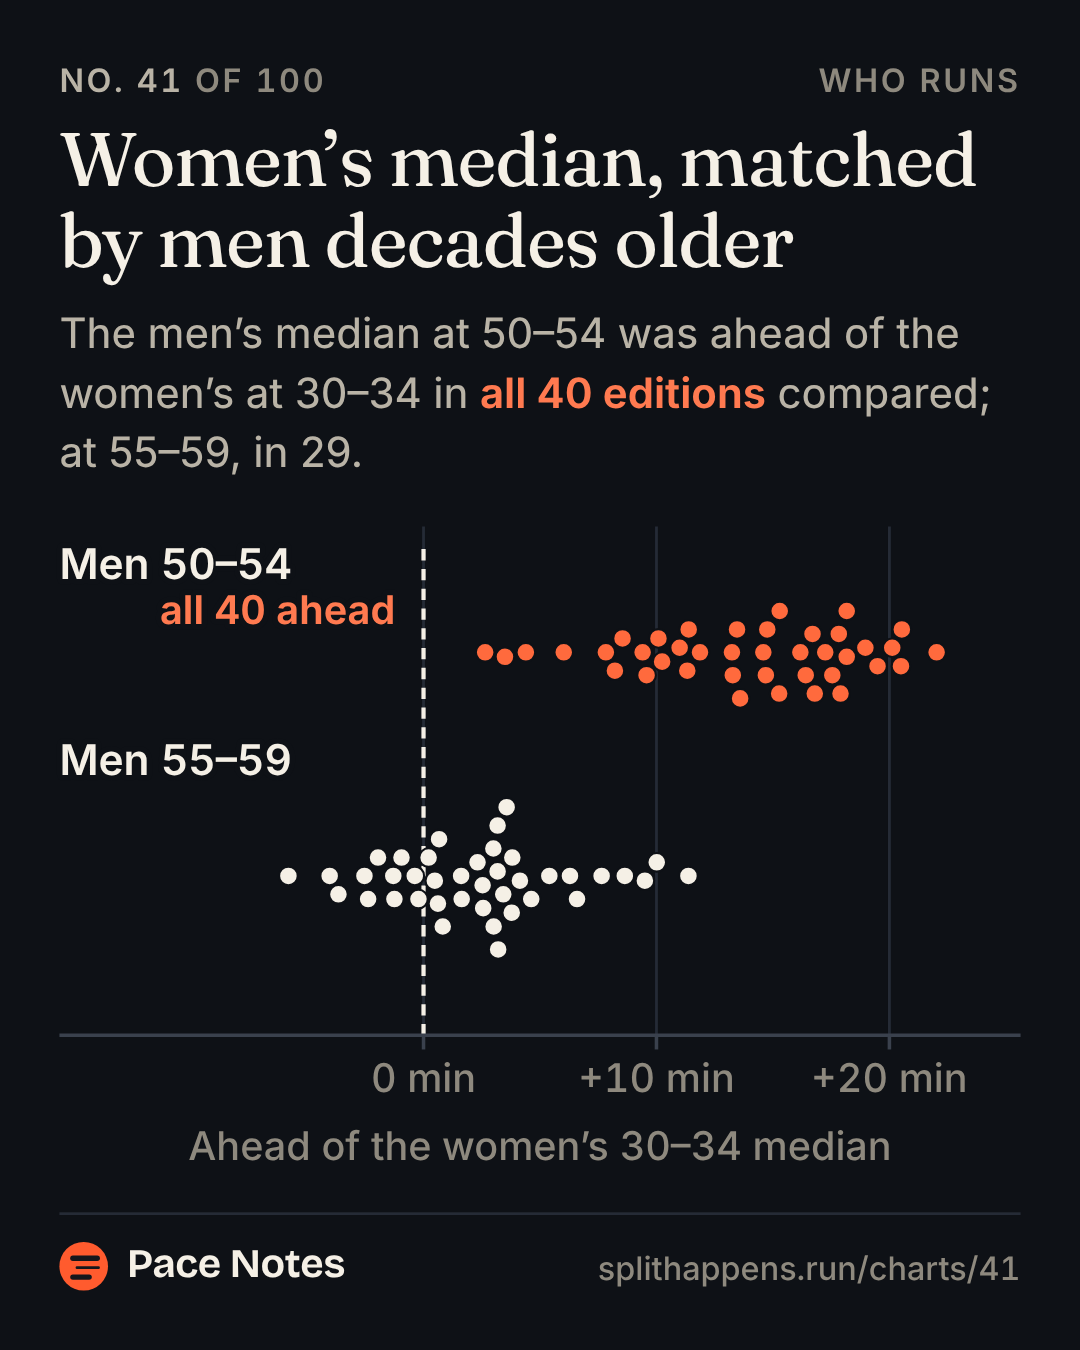 NO. 41 OF 100
WHO RUNS
Women’s median, matched
by men decades older
The men’s median at 50–54 was ahead of the
women’s at 30–34 in all 40 editions compared;
at 55–59, in 29.
Men 50–54
all 40 ahead
Men 55–59
0 min
+10 min
+20 min
Ahead of the women’s 30–34 median
Pace Notes
splithappens.run/charts/41